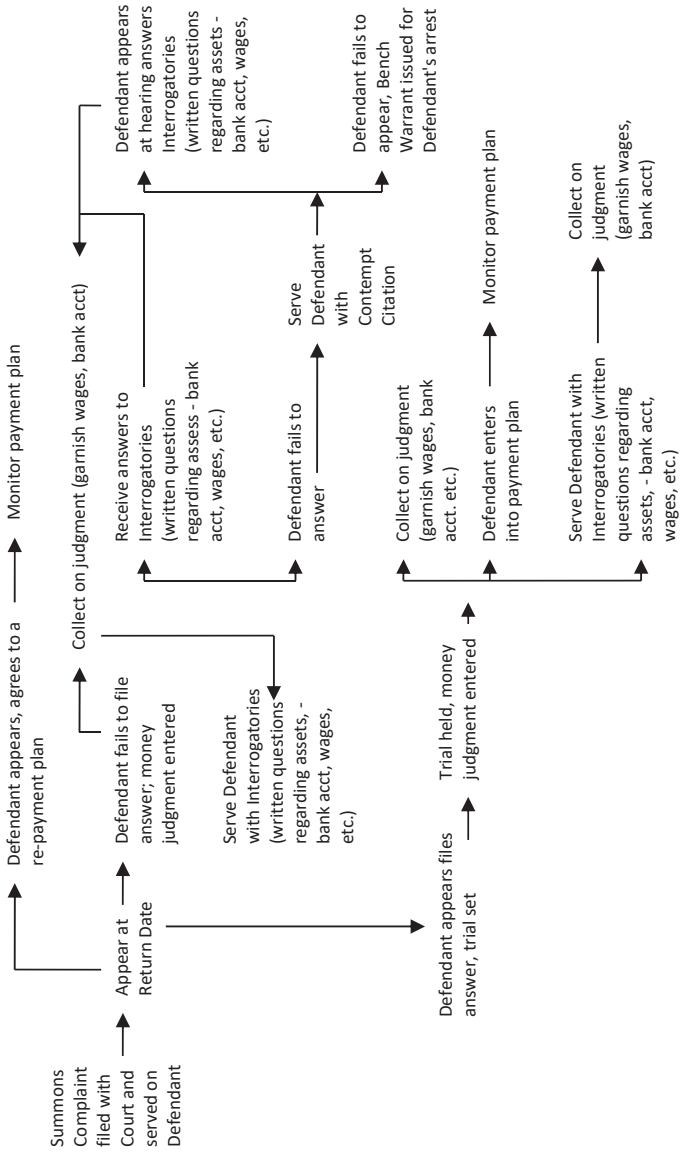 Summons
Complaint
filed with
Court and
served on
Defendant
Appear at
Return Date
Defendant appears, agrees to a
re-payment plan
Monitor payment plan
Defendant fails to file
answer; money
judgment entered
Collect on judgment (garnish wages, bank acct)
Serve Defendant
with Interrogatories
(written questions
regarding assets, -
bank acct, wages,
etc.)
Receive answers to
Interrogatories
(written questions
regarding assess - bank
acct, wages, etc.)
Defendant fails to
answer
Serve
Defendant
with
Contempt
Citation
Defendant appears
at hearing answers
Interrogatories
(written questions
regarding assets -
bank acct, wages,
etc.)
Defendant fails to
appear, Bench
Warrant issued for
Defendant's arrest
Defendant appears files
answer, trial set
Trial held, money
judgment entered
Collect on judgment
(garnish wages, bank
acct. etc.)
Defendant enters
into payment plan
Monitor payment plan
Serve Defendant with
Interrogatories (written
questions regarding
assets, - bank acct,
wages, etc.)
Collect on
judgment
(garnish wages,
bank acct)